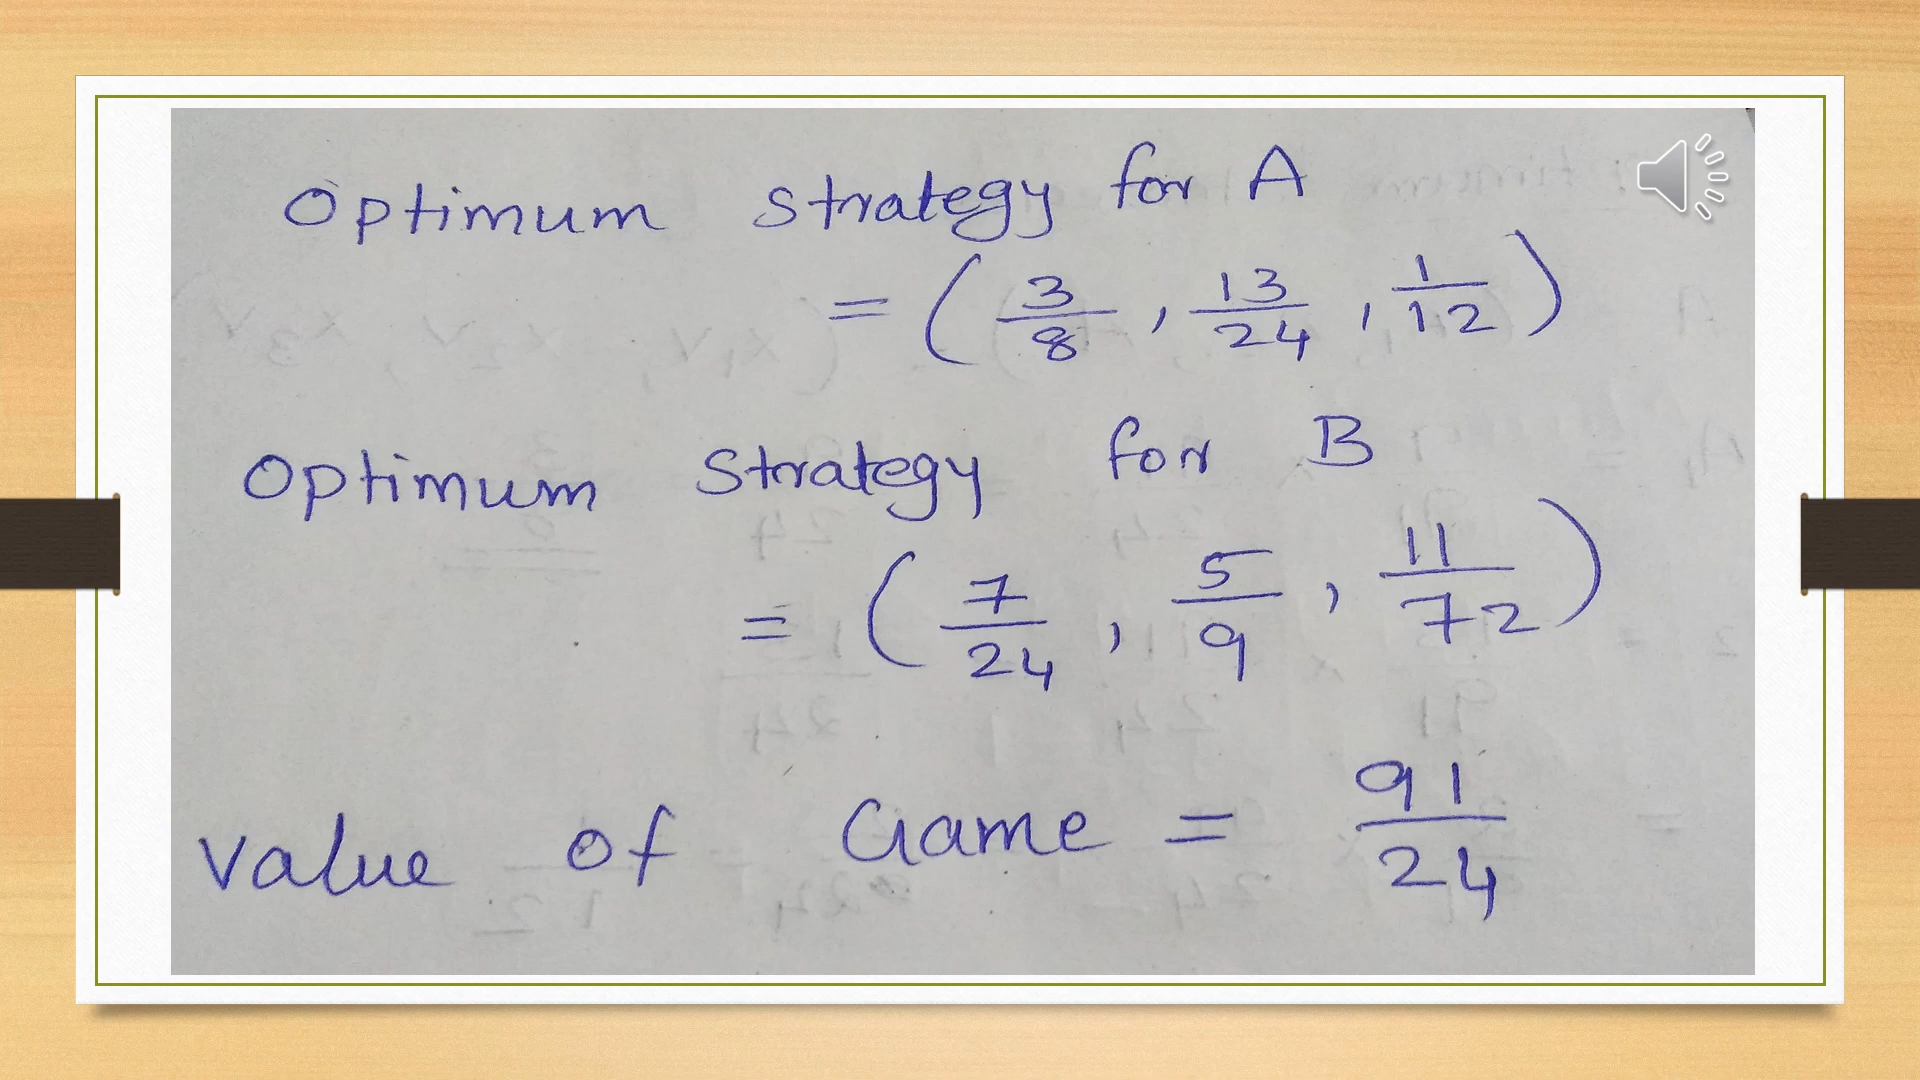 Optimum strategy for A
= ( 3/8 , 13/24 , 1/12 )
Optimum strategy for B
= ( 7/24 , 5/9 , 11/72 )
Value of Game = 91/24